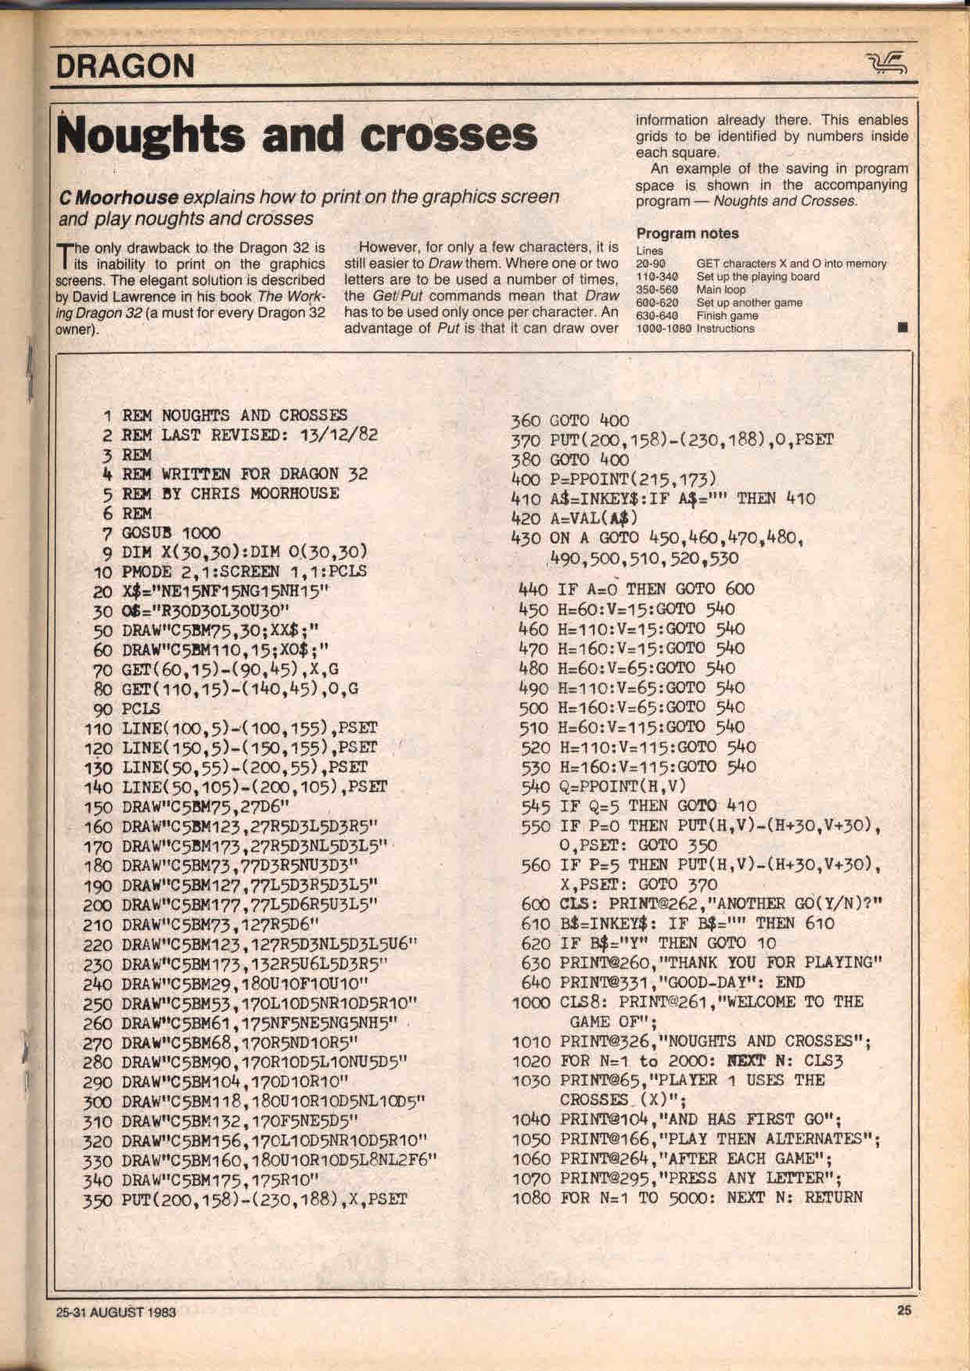 DRAGON
Noughts and crosses
C Moorhouse explains how to print on the graphics screen
and play noughts and crosses
The only drawback to the Dragon 32 is
its inability to print on the graphics
screens. The elegant solution is described
by David Lawrence in his book The Work-
ing Dragon 32 (a must for every Dragon 32
owner).
However, for only a few characters, it is
still easier to Draw them. Where one or two
letters are to be used a number of times,
the Get/Put commands mean that Draw
has to be used only once per character. An
advantage of Put is that it can draw over
information already there. This enables
grids to be identified by numbers inside
each square.
An example of the saving in program
space is shown in the accompanying
program — Noughts and Crosses.
Program notes
Lines
20-90 GET characters X and O into memory
110-340 Set up the playing board
350-560 Main loop
600-620 Set up another game
630-640 Finish game
1000-1080 Instructions
1 REM NOUGHTS AND CROSSES
2 REM LAST REVISED: 13/12/82
3 REM
4 REM WRITTEN FOR DRAGON 32
5 REM BY CHRIS MOORHOUSE
6 REM
7 GOSUB 1000
9 DIM X(30,30):DIM O(30,30)
10 PMODE 2,1:SCREEN 1,1:PCLS
20 X$="NE15NF15NG15NH15"
30 O$="R30D30L30U30"
50 DRAW"C5BM75,30;XX$;"
60 DRAW"C5BM110,15;XO$;"
70 GET(60,15)-(90,45),X,G
80 GET(110,15)-(140,45),O,G
90 PCLS
110 LINE(100,5)-(100,155),PSET
120 LINE(150,5)-(150,155),PSET
130 LINE(50,55)-(200,55),PSET
140 LINE(50,105)-(200,105),PSET
150 DRAW"C5BM75,27D6"
160 DRAW"C5BM123,27R5D3L5D3R5"
170 DRAW"C5BM173,27R5D3NL5D3L5"
180 DRAW"C5BM73,77D3R5NU3D3"
190 DRAW"C5BM127,77L5D3R5D3L5"
200 DRAW"C5BM177,77L5D6R5U3L5"
210 DRAW"C5BM73,127R5D6"
220 DRAW"C5BM123,127R5D3NL5D3L5U6"
230 DRAW"C5BM173,132R5U6L5D3R5"
240 DRAW"C5BM29,180U10F10U10"
250 DRAW"C5BM53,170L10D5NR10D5R10"
260 DRAW"C5BM61,175NF5NE5NG5NH5"
270 DRAW"C5BM68,170R5ND10R5"
280 DRAW"C5BM90,170R10D5L10NU5D5"
290 DRAW"C5BM104,170D10R10"
300 DRAW"C5BM118,180U10R10D5NL10D5"
310 DRAW"C5BM132,170F5NE5D5"
320 DRAW"C5BM156,170L10D5NR10D5R10"
330 DRAW"C5BM160,180U10R10D5L8NL2F6"
340 DRAW"C5BM175,175R10"
350 PUT(200,158)-(230,188),X,PSET
360 GOTO 400
370 PUT(200,158)-(230,188),O,PSET
380 GOTO 400
400 P=PPOINT(215,173)
410 A$=INKEY$:IF A$="" THEN 410
420 A=VAL(A$)
430 ON A GOTO 450,460,470,480,
490,500,510,520,530
440 IF A=0 THEN GOTO 600
450 H=60:V=15:GOTO 540
460 H=110:V=15:GOTO 540
470 H=160:V=15:GOTO 540
480 H=60:V=65:GOTO 540
490 H=110:V=65:GOTO 540
500 H=160:V=65:GOTO 540
510 H=60:V=115:GOTO 540
520 H=110:V=115:GOTO 540
530 H=160:V=115:GOTO 540
540 Q=PPOINT(H,V)
545 IF Q=5 THEN GOTO 410
550 IF P=0 THEN PUT(H,V)-(H+30,V+30),
O,PSET: GOTO 350
560 IF P=5 THEN PUT(H,V)-(H+30,V+30),
X,PSET: GOTO 370
600 CLS: PRINT@262,"ANOTHER GO(Y/N)?"
610 B$=INKEY$: IF B$="" THEN 610
620 IF B$="Y" THEN GOTO 10
630 PRINT@260,"THANK YOU FOR PLAYING"
640 PRINT@331,"GOOD-DAY": END
1000 CLS8: PRINT@261,"WELCOME TO THE
GAME OF";
1010 PRINT@326,"NOUGHTS AND CROSSES";
1020 FOR N=1 to 2000: NEXT N: CLS3
1030 PRINT@65,"PLAYER 1 USES THE
CROSSES (X)";
1040 PRINT@104,"AND HAS FIRST GO";
1050 PRINT@166,"PLAY THEN ALTERNATES";
1060 PRINT@264,"AFTER EACH GAME";
1070 PRINT@295,"PRESS ANY LETTER";
1080 FOR N=1 TO 5000: NEXT N: RETURN
25-31 AUGUST 1983
25